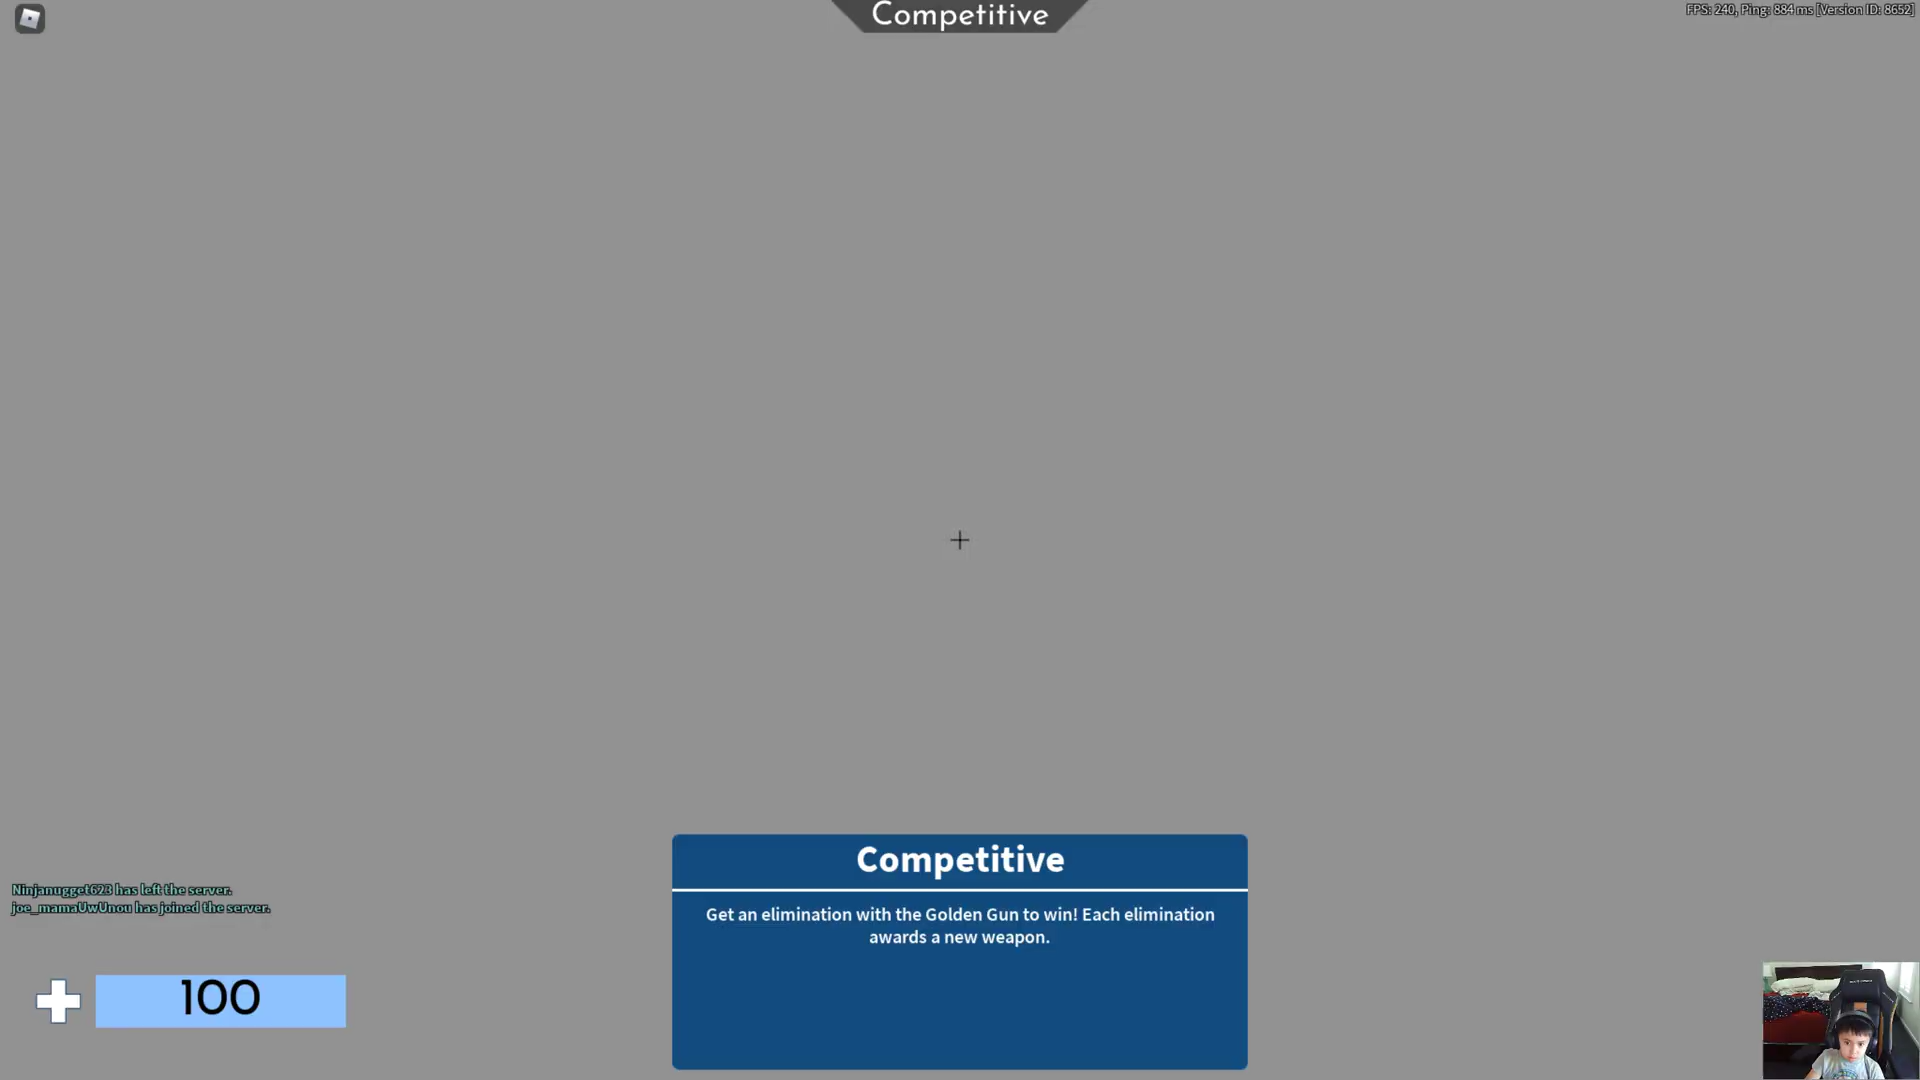 Competitive
FPS: 240, Ping: 884 ms [Version ID: 8652]
Ninjanugget623 has left the server.
joe_mamaUwUnou has joined the server.
100
Competitive
Get an elimination with the Golden Gun to win! Each elimination
awards a new weapon.